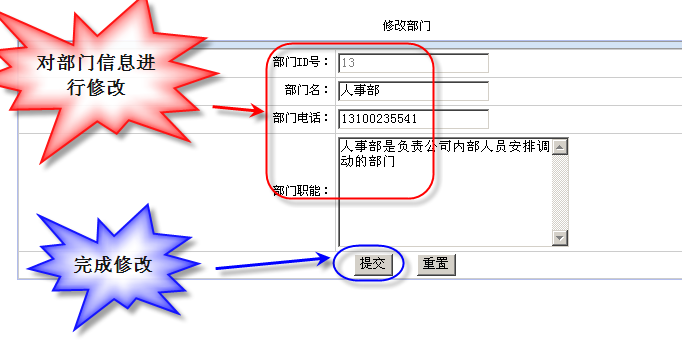 修改部门
对部门信息进
行修改
部门ID号： 13
部门名： 人事部
部门电话： 13100235541
部门职能： 人事部是负责公司内部人员安排调
动的部门
完成修改
提交 重置